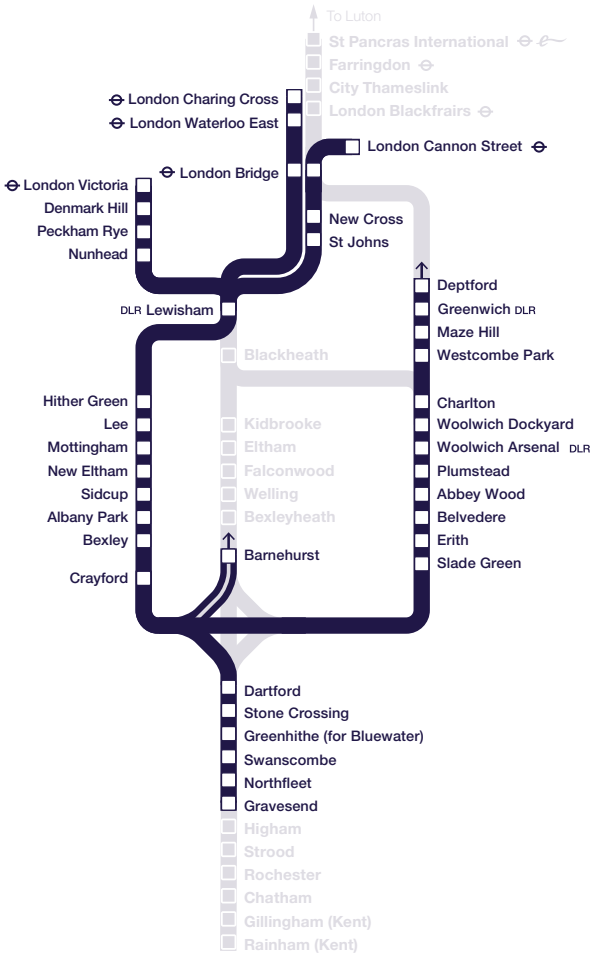 To Luton
St Pancras International
Farringdon
City Thameslink
London Blackfrairs
London Charing Cross
London Waterloo East
London Cannon Street
London Bridge
London Victoria
Denmark Hill
Peckham Rye
Nunhead
New Cross
St Johns
DLR Lewisham
Deptford
Greenwich DLR
Maze Hill
Westcombe Park
Blackheath
Hither Green
Lee
Mottingham
New Eltham
Sidcup
Albany Park
Bexley
Crayford
Kidbrooke
Eltham
Falconwood
Welling
Bexleyheath
Barnehurst
Charlton
Woolwich Dockyard
Woolwich Arsenal DLR
Plumstead
Abbey Wood
Belvedere
Erith
Slade Green
Dartford
Stone Crossing
Greenhithe (for Bluewater)
Swanscombe
Northfleet
Gravesend
Higham
Strood
Rochester
Chatham
Gillingham (Kent)
Rainham (Kent)